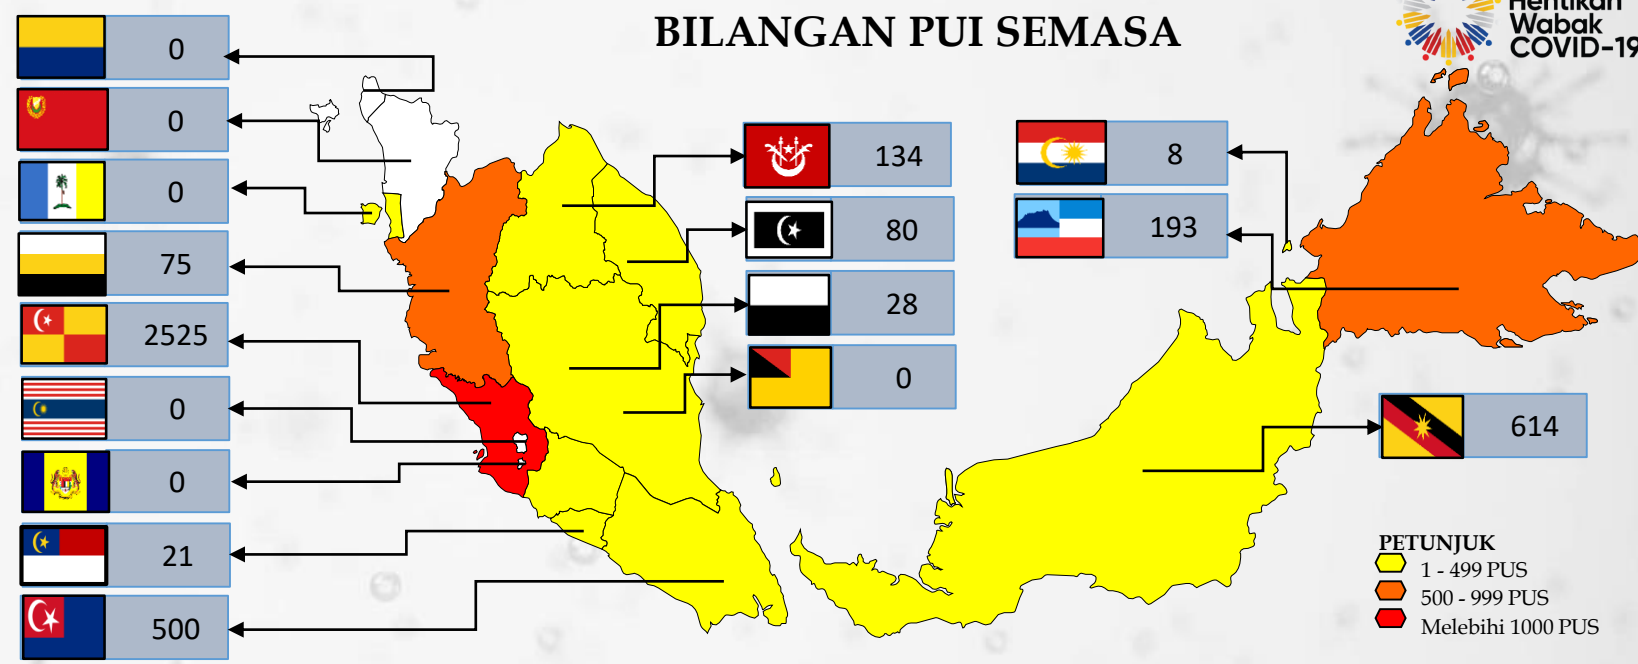 BILANGAN PUI SEMASA
Hentikan
Wabak
COVID-19
0
0
0
75
2525
0
0
21
500
134
80
28
0
8
193
614
PETUNJUK
1 - 499 PUS
500 - 999 PUS
Melebihi 1000 PUS